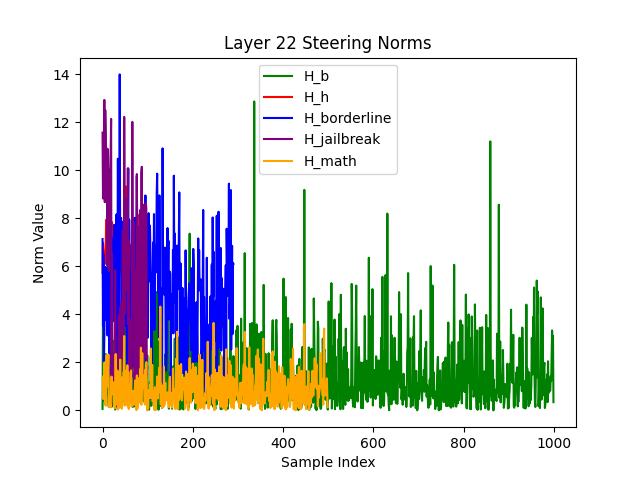 Layer 22 Steering Norms
H_b
H_h
H_borderline
H_jailbreak
H_math
Norm Value
14
12
10
8
6
4
2
0
0 200 400 600 800 1000
Sample Index